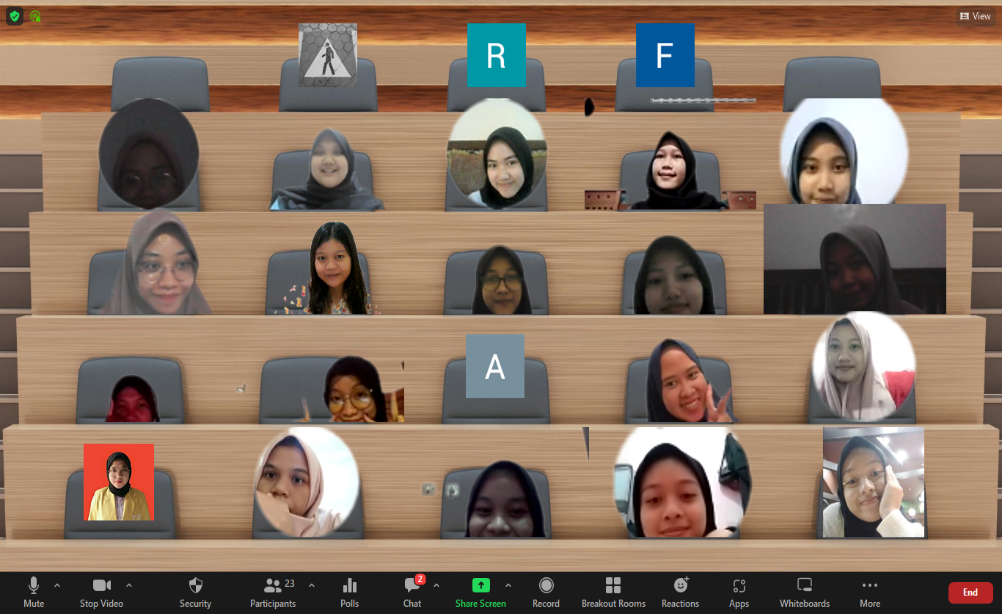 View
R
F
A
Mute
Stop Video
Security
Participants
23
Polls
Chat
2
Share Screen
Record
Breakout Rooms
Reactions
Apps
Whiteboards
More
End